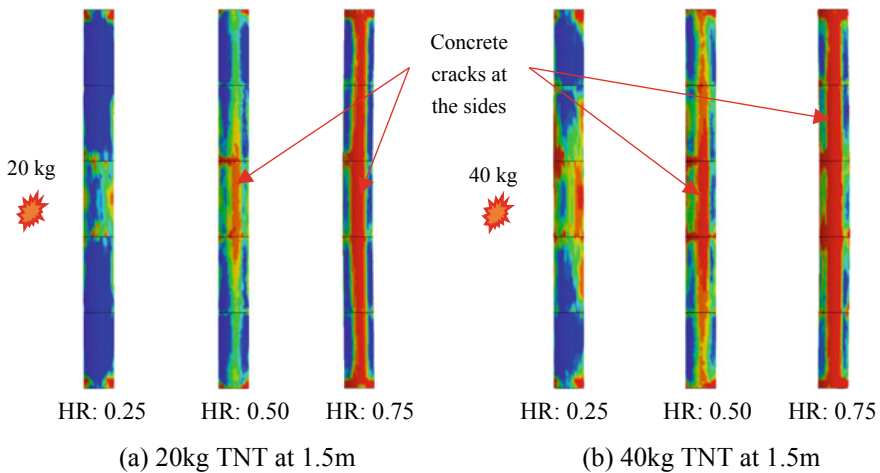 Concrete
cracks at
the sides
20 kg
40 kg
HR: 0.25
HR: 0.50
HR: 0.75
HR: 0.25
HR: 0.50
HR: 0.75
(a) 20kg TNT at 1.5m
(b) 40kg TNT at 1.5m